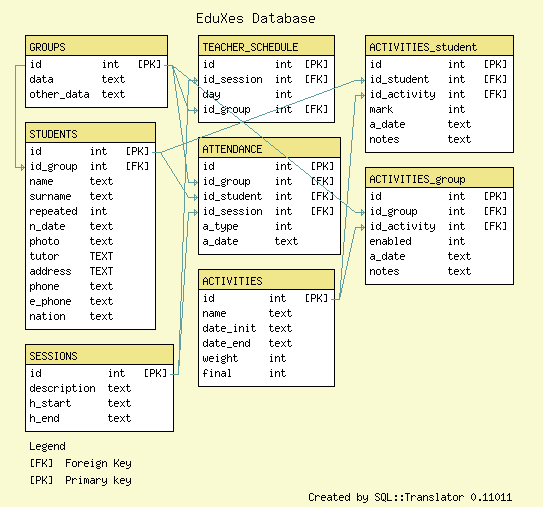 EduXes Database
GROUPS
id int [PK]
data text
other_data text
STUDENTS
id int [PK]
id_group int [FK]
name text
surname text
repeated int
n_date text
photo text
tutor TEXT
address TEXT
phone text
e_phone text
nation text
SESSIONS
id int [PK]
description text
h_start text
h_end text
TEACHER_SCHEDULE
id int [PK]
id_session int [FK]
day int
id_group int [FK]
ATTENDANCE
id int [PK]
id_group int [FK]
id_student int [FK]
id_session int [FK]
a_type int
a_date text
ACTIVITIES
id int [PK]
name text
date_init text
date_end text
weight int
final int
ACTIVITIES_student
id int [PK]
id_student int [FK]
id_activity int [FK]
mark int
a_date text
notes text
ACTIVITIES_group
id int [PK]
id_group int [FK]
id_activity int [FK]
enabled int
a_date text
notes text
Legend
[FK] Foreign Key
[PK] Primary key
Created by SQL::Translator 0.11011